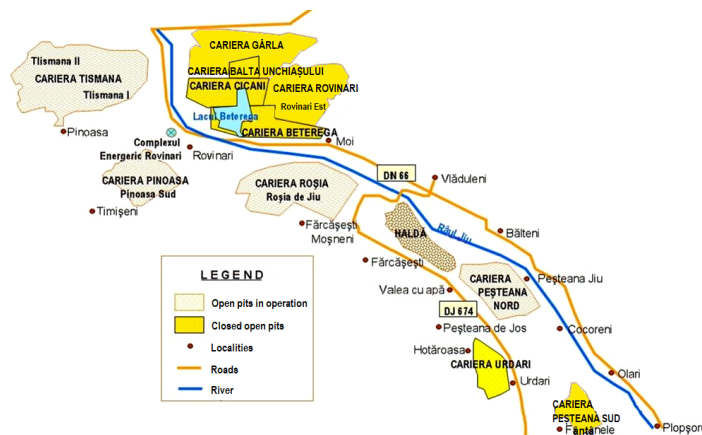 CARIERA GÂRLA
Tlismana II
CARIERA TISMANA
Tlismana I
CARIERA BALTA UNCHIAȘULUI
CARIERA CICANI
CARIERA ROVINARI
Rovinari Est
Lacul Beterega
CARIERA BETEREGA
Pinoasa
Complexul
Energeric Rovinari
Rovinari
Moi
DN 66
Vlăduleni
CARIERA PINOASA
Pinoasa Sud
CARIERA ROȘIA
Roșia de Jiu
Timișeni
Fărcășești
Moșneni
HALDĂ
Râul Jiu
Bâlteni
Fărcășești
CARIERA
PEȘTEANA
NORD
Peșteana Jiu
Valea cu apă
DJ 674
Peșteana de Jos
Cocoreni
Hotăroasa
CARIERA URDARI
Urdari
Olari
CARIERA
PESTEANA SUD
Fântânele
Plopșoru
LEGEND
Open pits in operation
Closed open pits
Localities
Roads
River